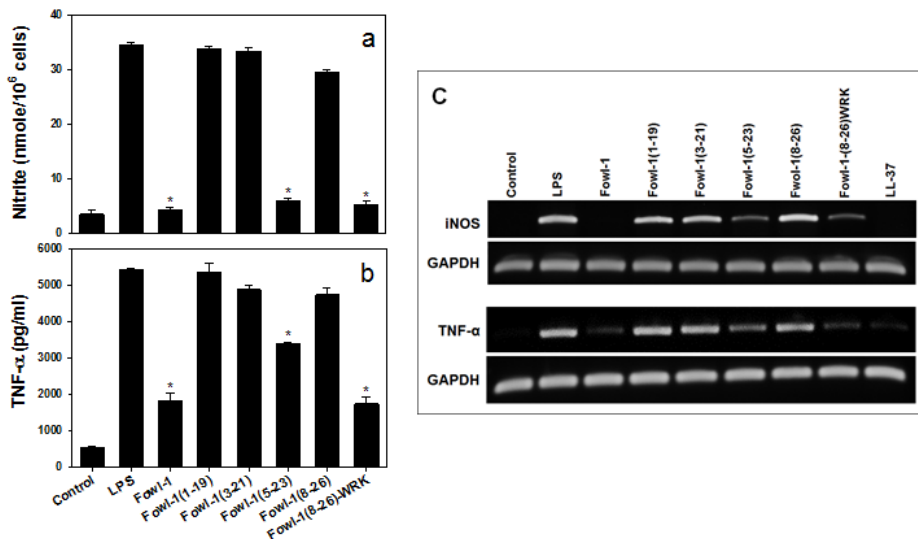 a
Nitrite (nmole/10⁶ cells)
40
30
20
10
0
*
*
*
b
TNF-α (pg/ml)
6000
5000
4000
3000
2000
1000
0
*
*
*
Control
LPS
Fowl-1
Fowl-1(1-19)
Fowl-1(3-21)
Fowl-1(5-23)
Fowl-1(8-26)
Fowl-1(8-26)-WRK
C
Control
LPS
Fowl-1
Fowl-1(1-19)
Fowl-1(3-21)
Fowl-1(5-23)
Fwol-1(8-26)
Fowl-1-(8-26)WRK
LL-37
iNOS
GAPDH
TNF-α
GAPDH